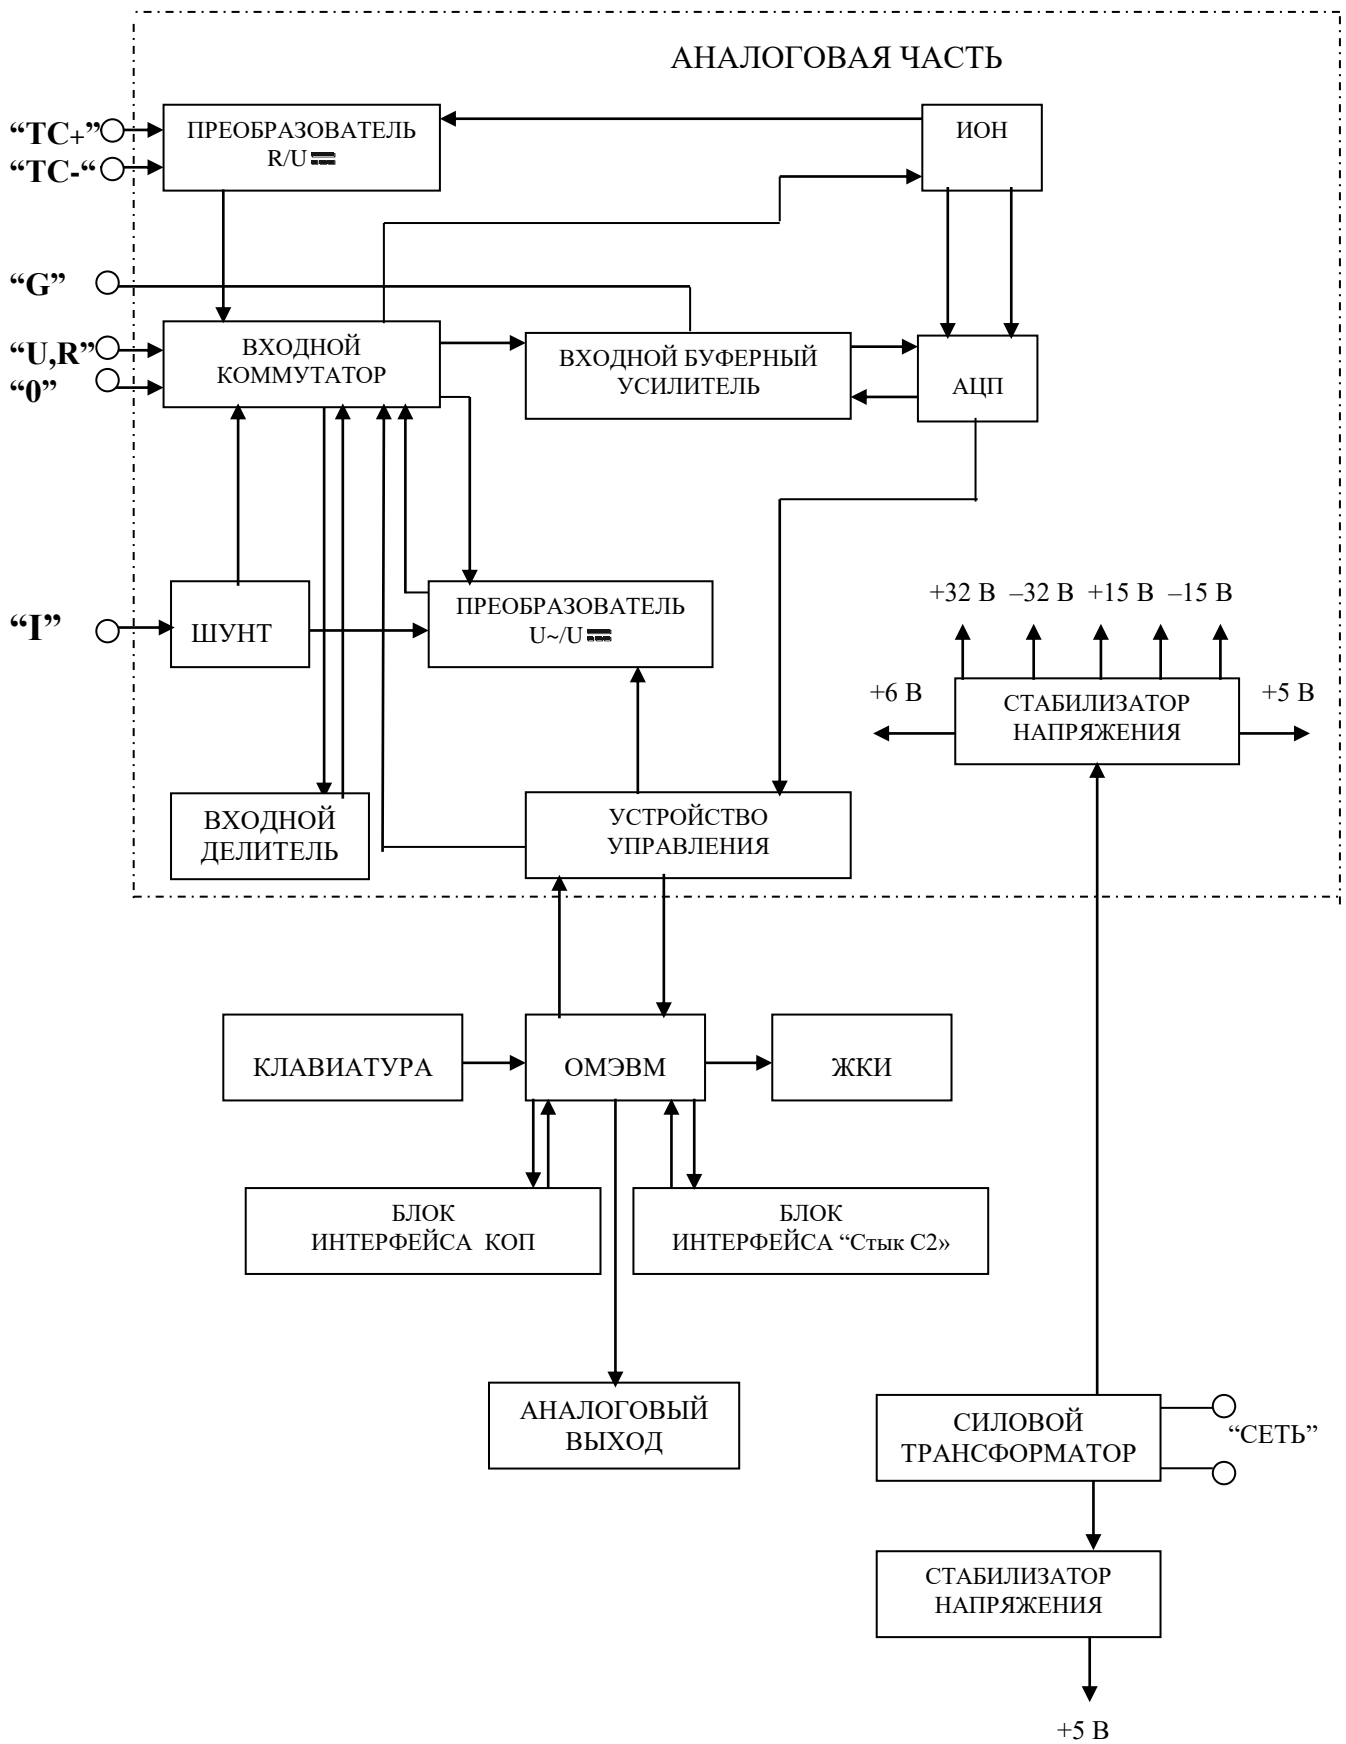 АНАЛОГОВАЯ ЧАСТЬ
“ТС+”
“ТС-“
ПРЕОБРАЗОВАТЕЛЬ
R/U
ИОН
“G”
“U,R”
“0”
ВХОДНОЙ
КОММУТАТОР
ВХОДНОЙ БУФЕРНЫЙ
УСИЛИТЕЛЬ
АЦП
“I”
ШУНТ
ПРЕОБРАЗОВАТЕЛЬ
U~/U
+32 В –32 В +15 В –15 В
+6 В
СТАБИЛИЗАТОР
НАПРЯЖЕНИЯ
+5 В
ВХОДНОЙ
ДЕЛИТЕЛЬ
УСТРОЙСТВО
УПРАВЛЕНИЯ
КЛАВИАТУРА
ОМЭВМ
ЖКИ
БЛОК
ИНТЕРФЕЙСА КОП
БЛОК
ИНТЕРФЕЙСА “Стык С2»
АНАЛОГОВЫЙ
ВЫХОД
СИЛОВОЙ
ТРАНСФОРМАТОР
“СЕТЬ”
СТАБИЛИЗАТОР
НАПРЯЖЕНИЯ
+5 В